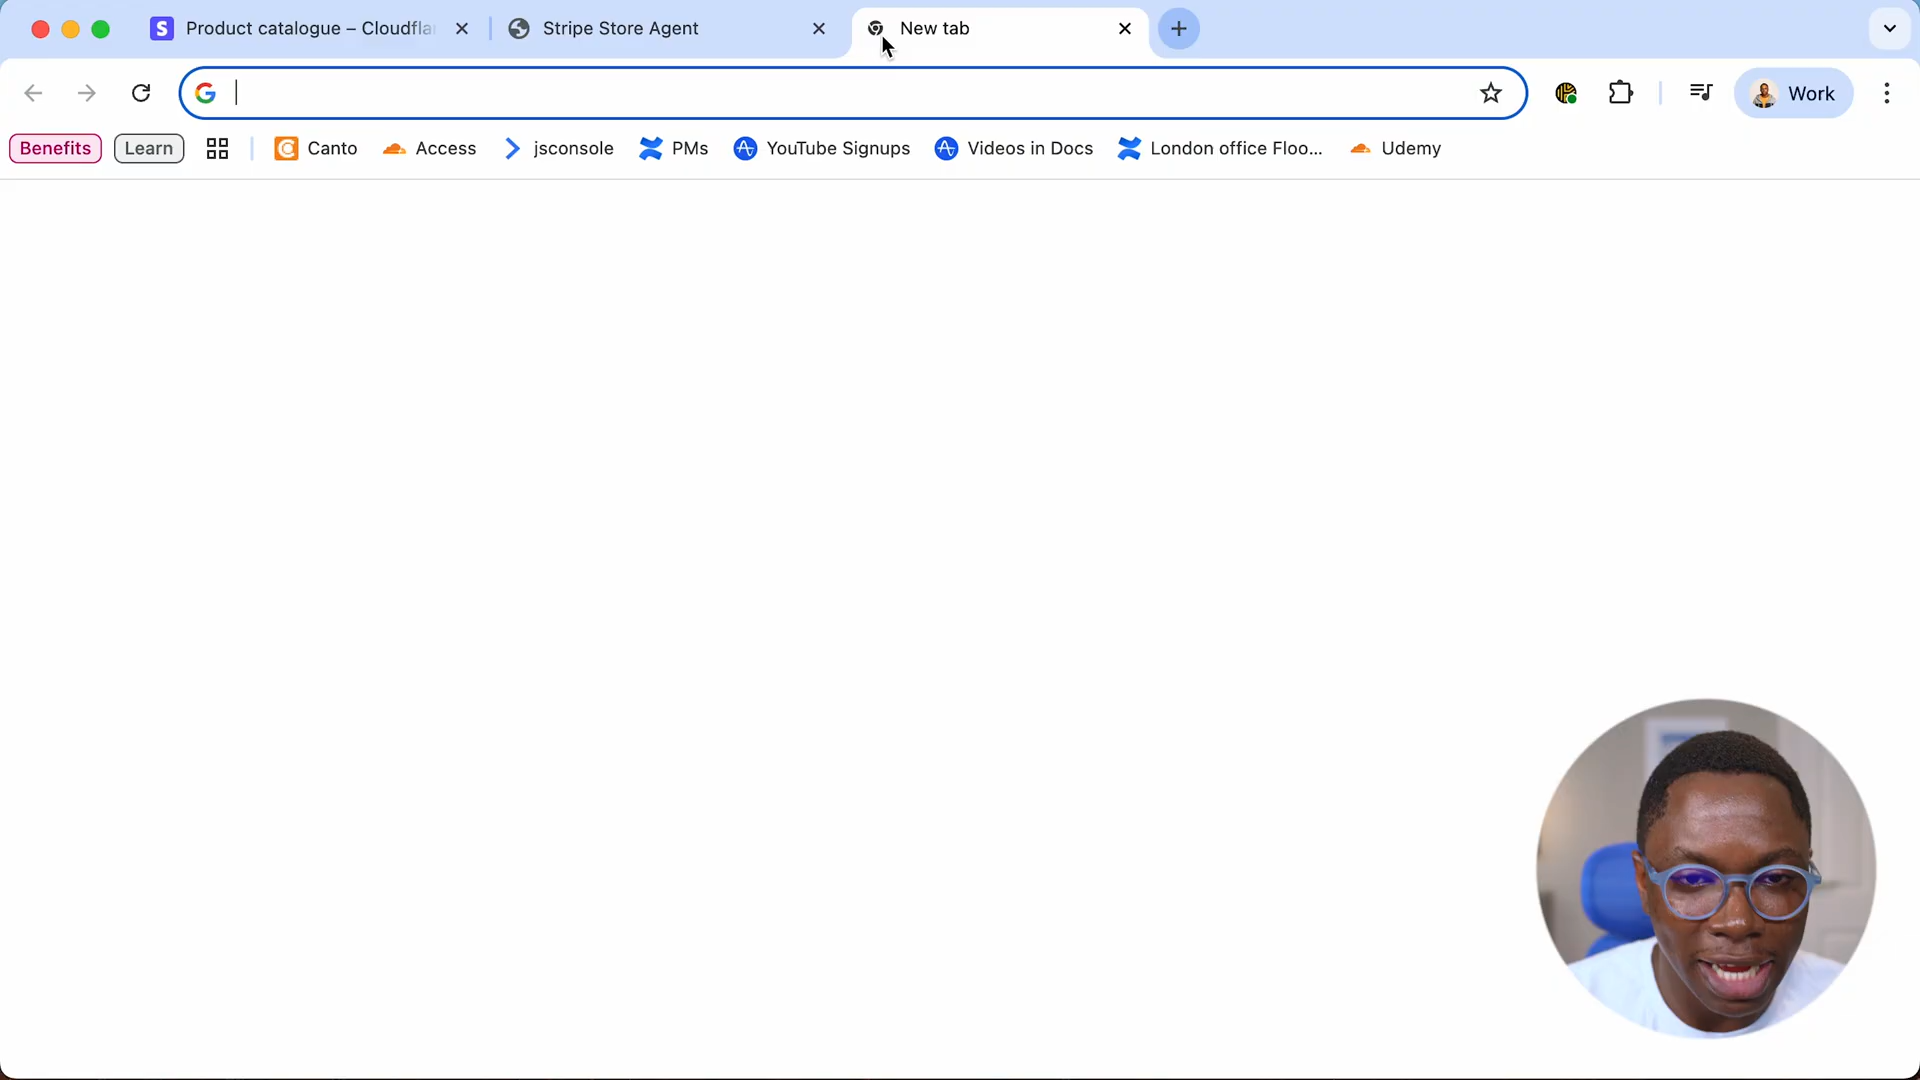 Product catalogue – Cloudfla
Stripe Store Agent
New tab
Work
Benefits
Learn
Canto
Access
jsconsole
PMs
YouTube Signups
Videos in Docs
London office Floo...
Udemy